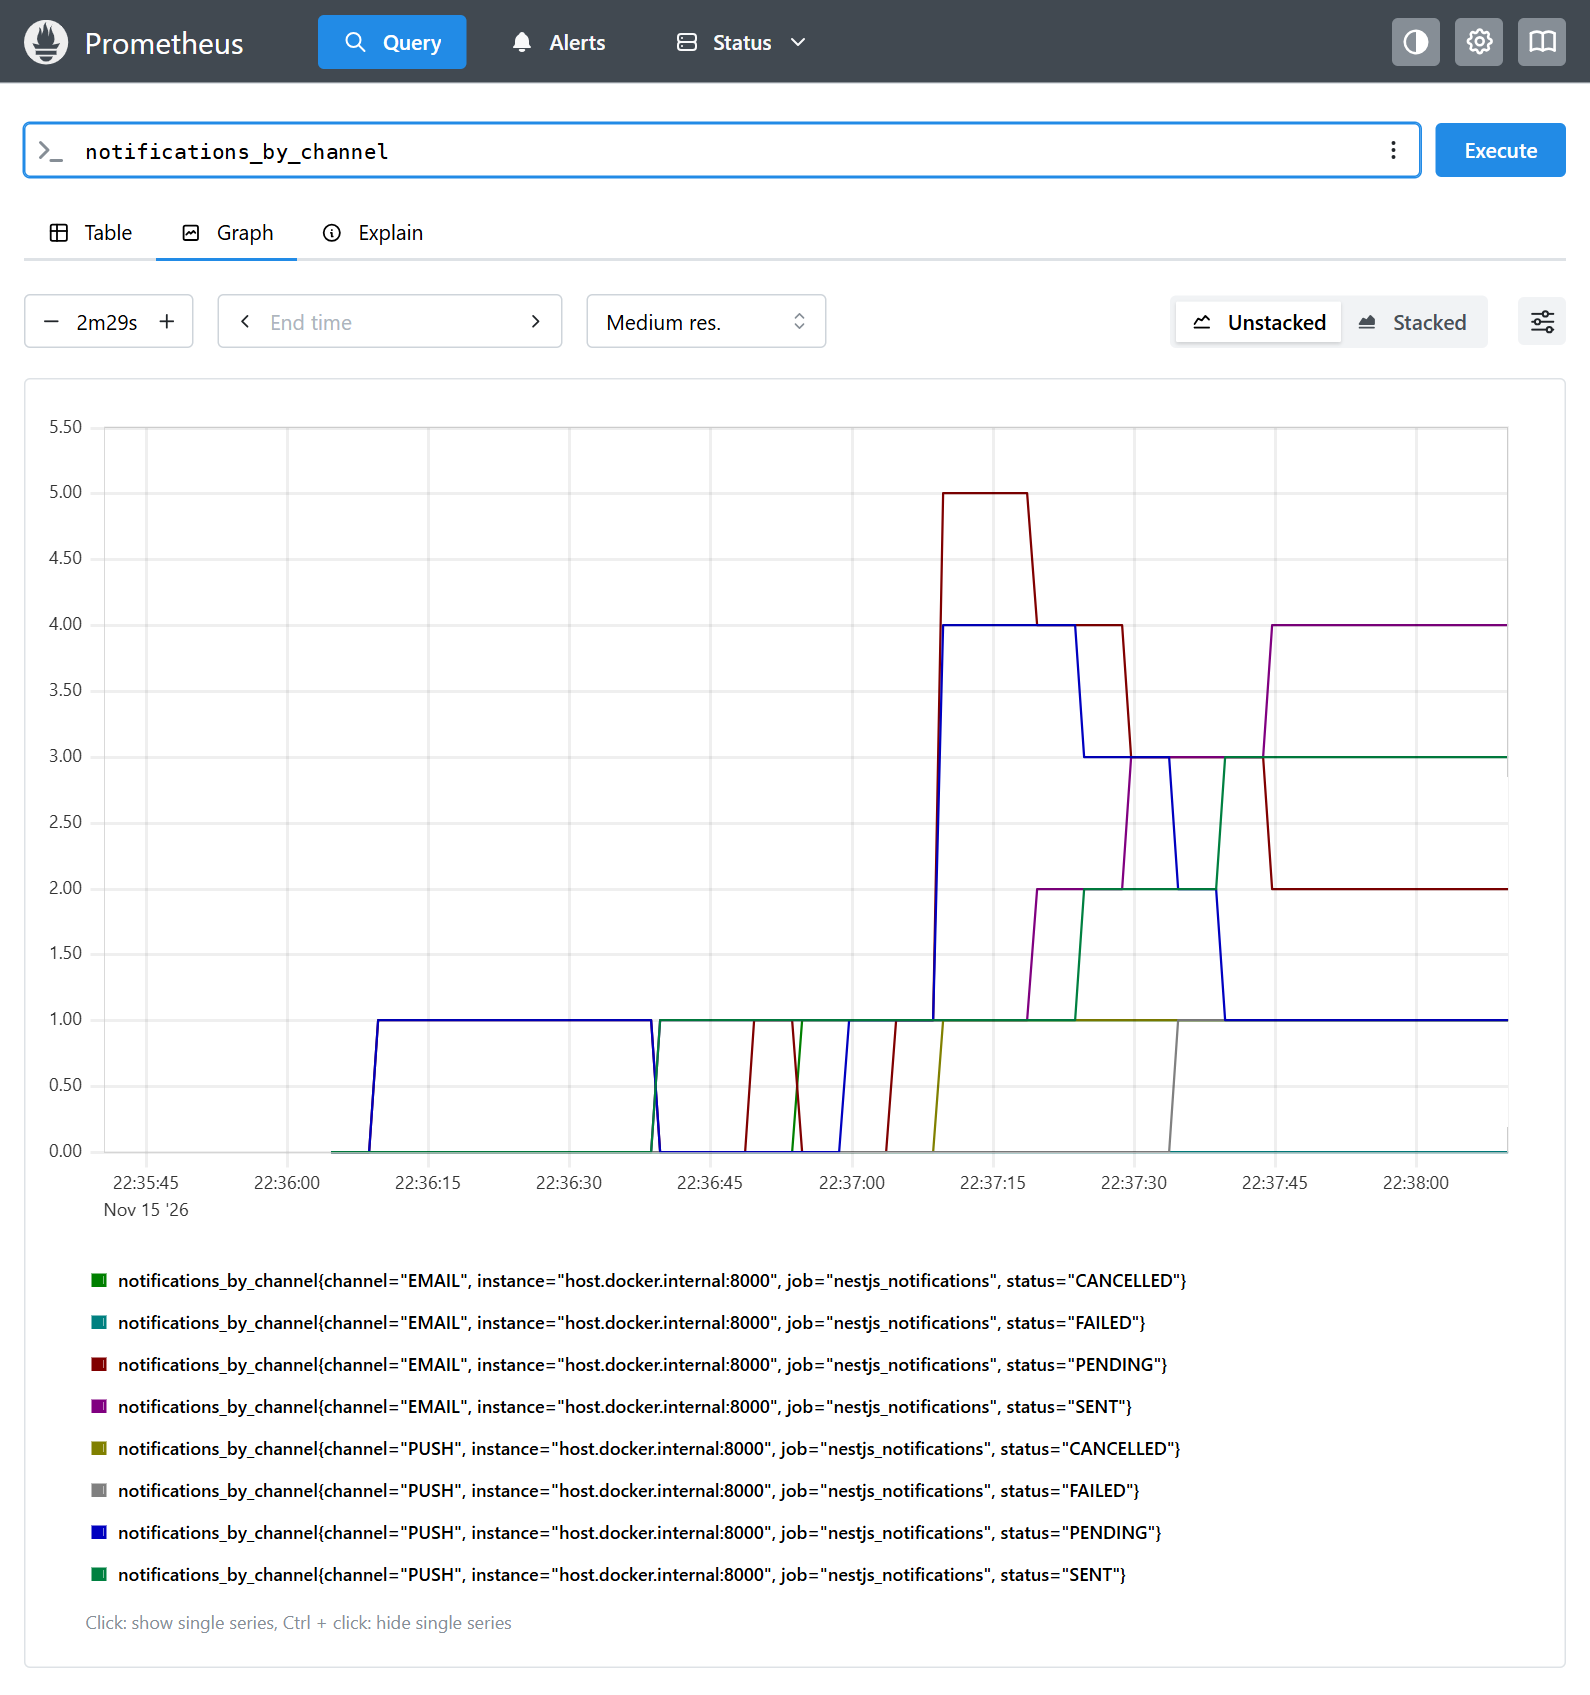 Prometheus Query Alerts Status
>_ notifications_by_channel Execute
Table Graph Explain
2m29s End time Medium res. Unstacked Stacked
5.50
5.00
4.50
4.00
3.50
3.00
2.50
2.00
1.50
1.00
0.50
0.00
22:35:45 22:36:00 22:36:15 22:36:30 22:36:45 22:37:00 22:37:15 22:37:30 22:37:45 22:38:00
Nov 15 '26
notifications_by_channel{channel="EMAIL", instance="host.docker.internal:8000", job="nestjs_notifications", status="CANCELLED"}
notifications_by_channel{channel="EMAIL", instance="host.docker.internal:8000", job="nestjs_notifications", status="FAILED"}
notifications_by_channel{channel="EMAIL", instance="host.docker.internal:8000", job="nestjs_notifications", status="PENDING"}
notifications_by_channel{channel="EMAIL", instance="host.docker.internal:8000", job="nestjs_notifications", status="SENT"}
notifications_by_channel{channel="PUSH", instance="host.docker.internal:8000", job="nestjs_notifications", status="CANCELLED"}
notifications_by_channel{channel="PUSH", instance="host.docker.internal:8000", job="nestjs_notifications", status="FAILED"}
notifications_by_channel{channel="PUSH", instance="host.docker.internal:8000", job="nestjs_notifications", status="PENDING"}
notifications_by_channel{channel="PUSH", instance="host.docker.internal:8000", job="nestjs_notifications", status="SENT"}
Click: show single series, Ctrl + click: hide single series